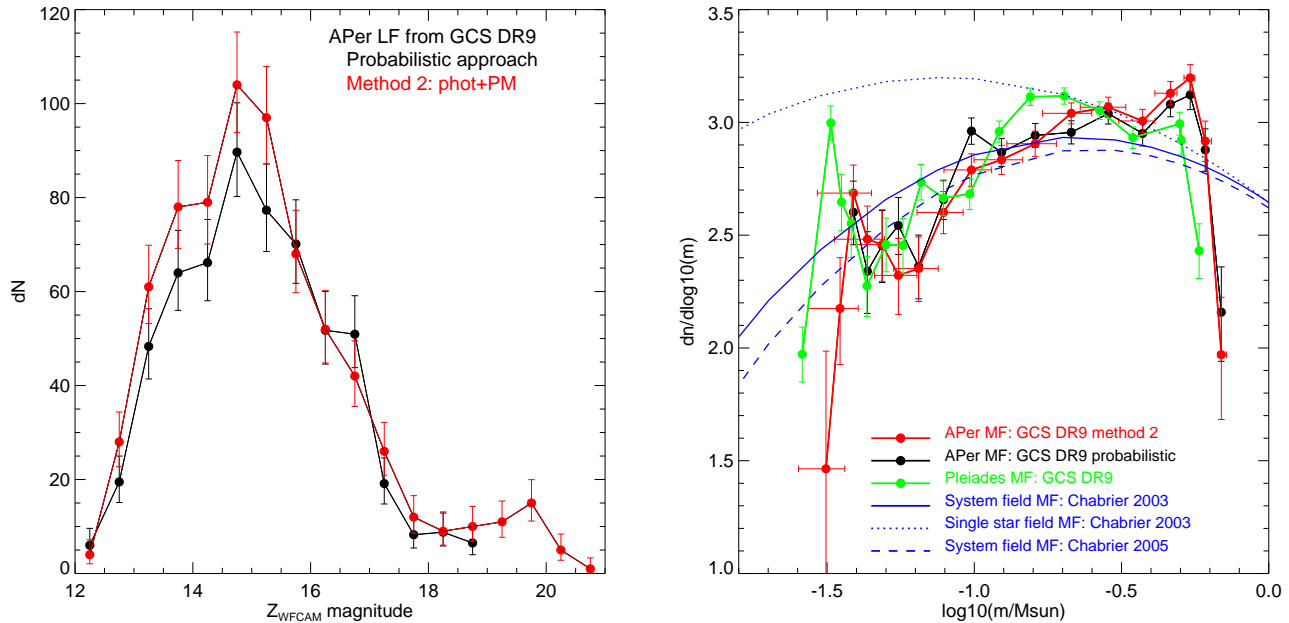 120
100
80
60
40
20
0
dN
12
14
16
18
20
Z_WFCAM magnitude
APer LF from GCS DR9
Probabilistic approach
Method 2: phot+PM
3.5
3.0
2.5
2.0
1.5
1.0
dn/dlog10(m)
-1.5
-1.0
-0.5
0.0
log10(m/Msun)
APer MF: GCS DR9 method 2
APer MF: GCS DR9 probabilistic
Pleiades MF: GCS DR9
System field MF: Chabrier 2003
Single star field MF: Chabrier 2003
System field MF: Chabrier 2005